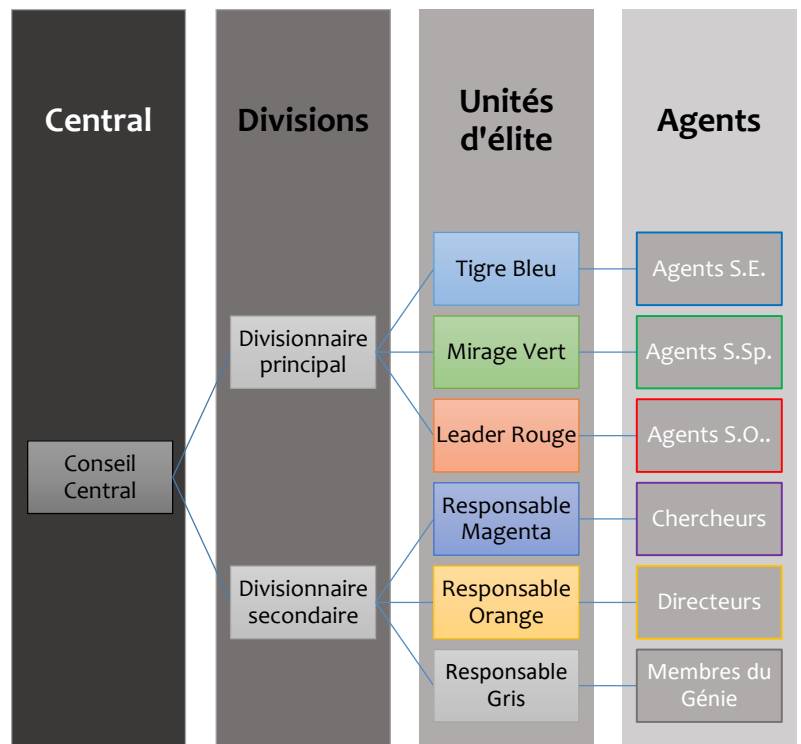 Central
Divisions
Unités
d'élite
Agents
Conseil
Central
Divisionnaire
principal
Divisionnaire
secondaire
Tigre Bleu
Mirage Vert
Leader Rouge
Responsable
Magenta
Responsable
Orange
Responsable
Gris
Agents S.E.
Agents S.Sp.
Agents S.O..
Chercheurs
Directeurs
Membres du
Génie